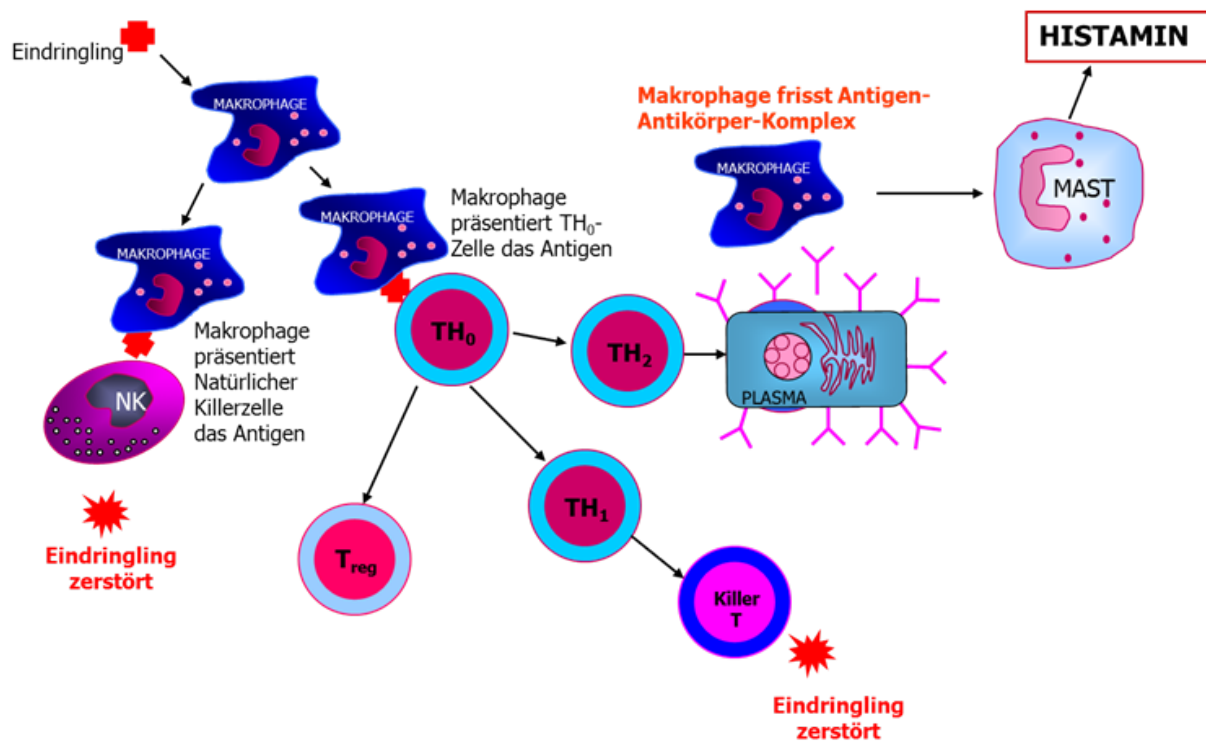 Eindringling
MAKROPHAGE
MAKROPHAGE
MAKROPHAGE
Makrophage
präsentiert TH₀-
Zelle das Antigen
Makrophage
präsentiert
Natürlicher
Killerzelle
das Antigen
NK
Eindringling
zerstört
TH₀
TH₂
TH₁
Treg
Killer
T
Eindringling
zerstört
PLASMA
Makrophage frisst Antigen-
Antikörper-Komplex
MAKROPHAGE
MAST
HISTAMIN